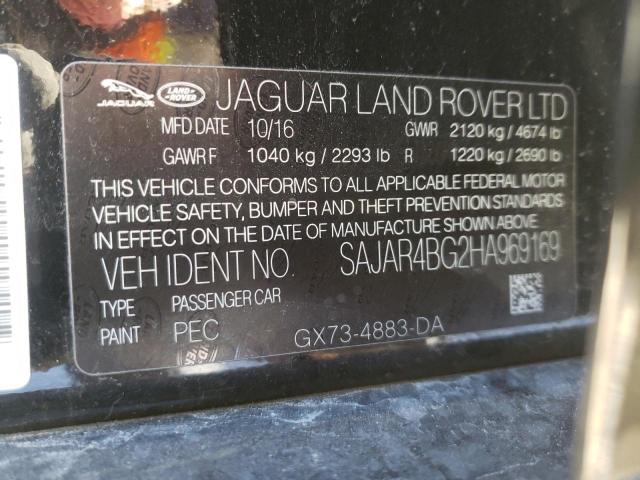 JAGUAR LAND-ROVER JAGUAR LAND ROVER LTD
MFD DATE 10/16 GWR 2120 kg / 4674 lb
GAWR F 1040 kg / 2293 lb R 1220 kg / 2690 lb
THIS VEHICLE CONFORMS TO ALL APPLICABLE FEDERAL MOTOR
VEHICLE SAFETY, BUMPER AND THEFT PREVENTION STANDARDS
IN EFFECT ON THE DATE OF MANUFACTURE SHOWN ABOVE.
VEH IDENT NO. SAJAR4BG2HA969169
TYPE PASSENGER CAR
PAINT PEC GX73-4883-DA